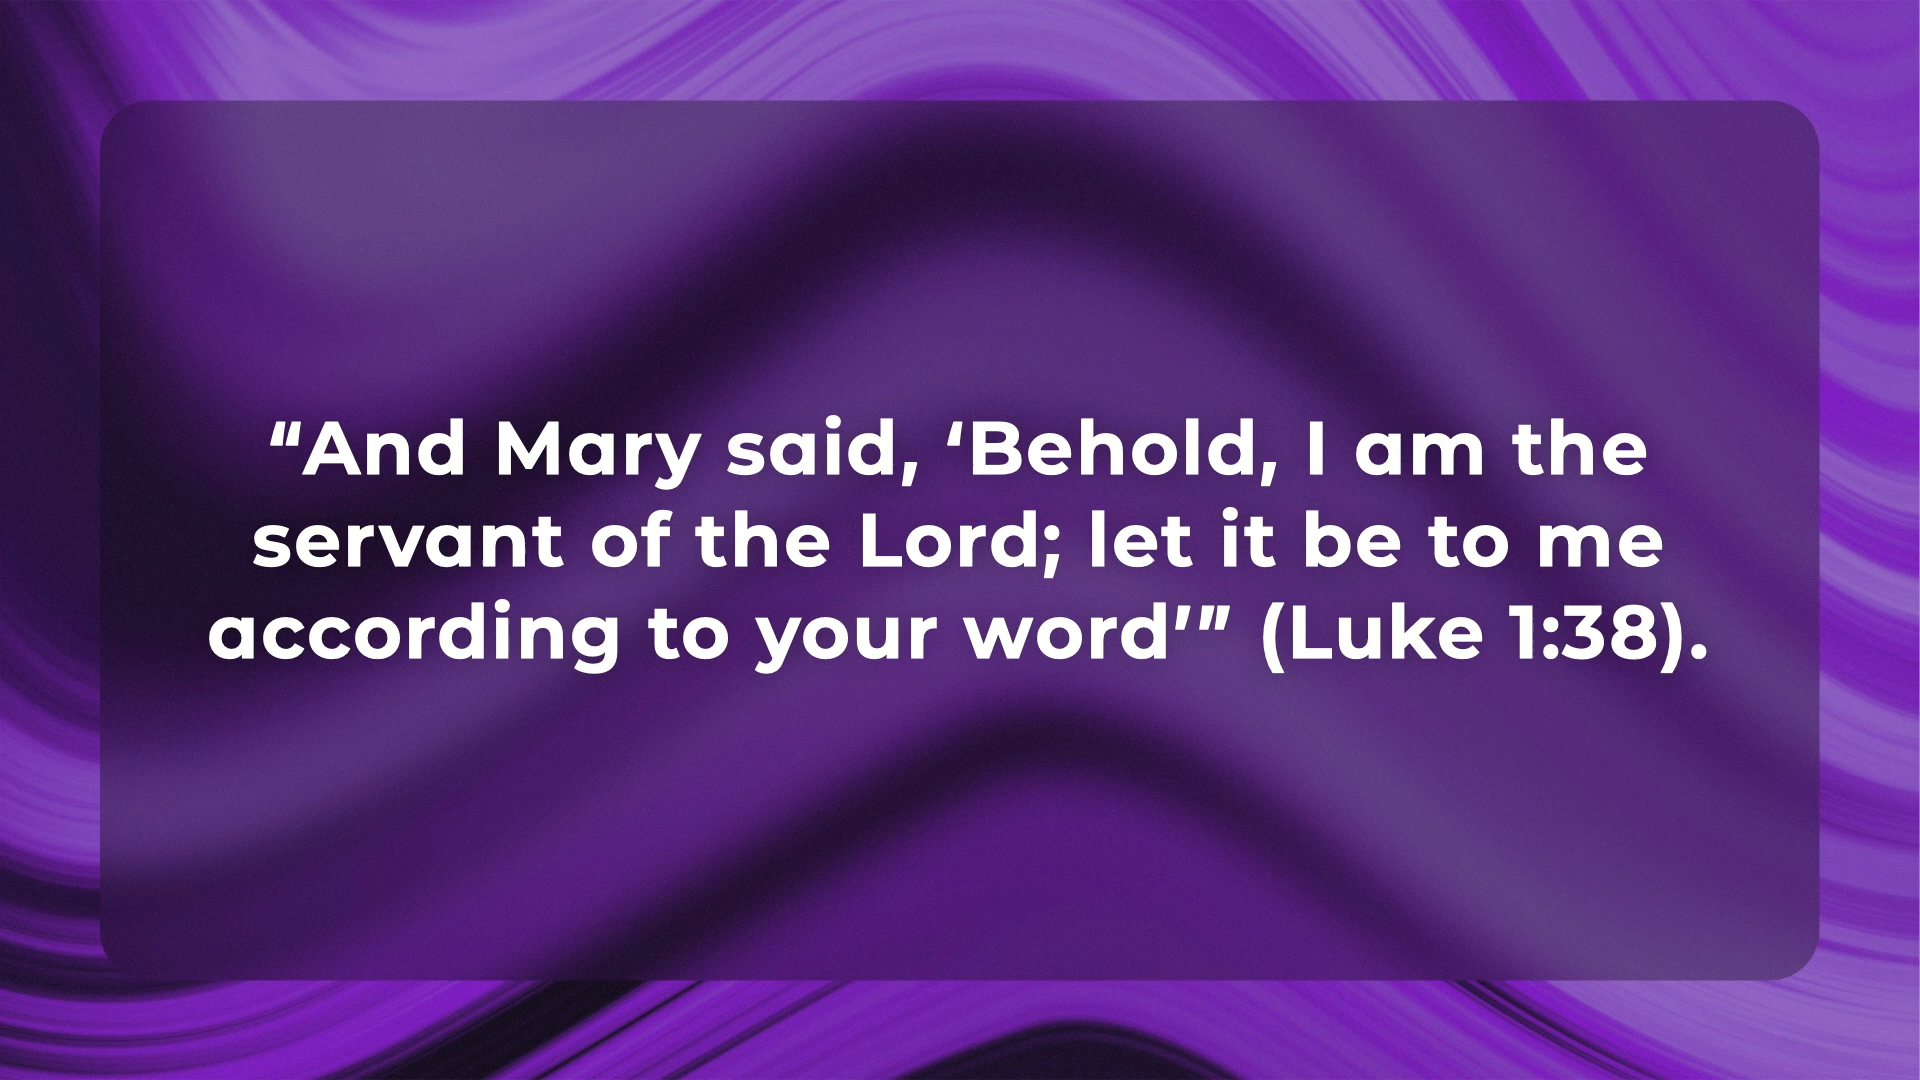 “And Mary said, ‘Behold, I am the
servant of the Lord; let it be to me
according to your word’” (Luke 1:38).